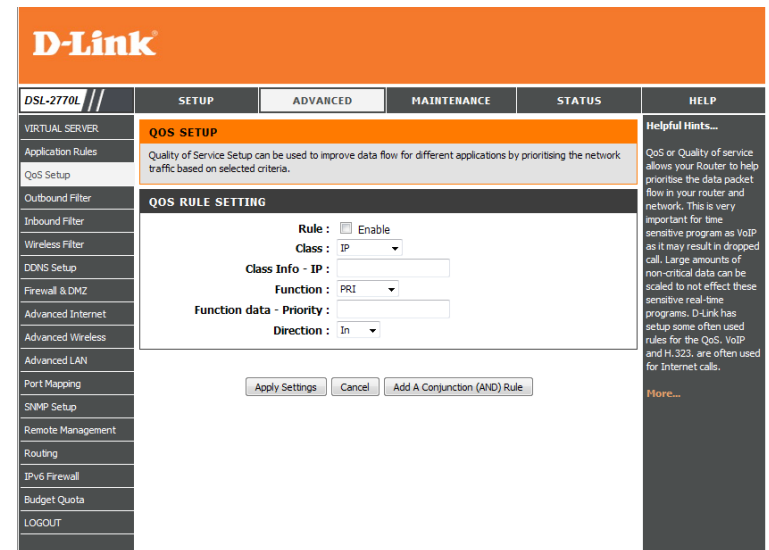 D-Link
DSL-2770L
SETUP
ADVANCED
MAINTENANCE
STATUS
HELP
VIRTUAL SERVER
Application Rules
QoS Setup
Outbound Filter
Inbound Filter
Wireless Filter
DDNS Setup
Firewall & DMZ
Advanced Internet
Advanced Wireless
Advanced LAN
Port Mapping
SNMP Setup
Remote Management
Routing
IPv6 Firewall
Budget Quota
LOGOUT
QOS SETUP
Quality of Service Setup can be used to improve data flow for different applications by prioritising the network
traffic based on selected criteria.
QOS RULE SETTING
Rule : Enable
Class : IP
Class Info - IP :
Function : PRI
Function data - Priority :
Direction : In
Apply Settings
Cancel
Add A Conjunction (AND) Rule
Helpful Hints...
QoS or Quality of service
allows your Router to help
prioritise the data packet
flow in your router and
network. This is very
important for time
sensitive program as VoIP
as it may result in dropped
call. Large amounts of
non-critical data can be
scaled to not effect these
sensitive real-time
programs. D-Link has
setup some often used
rules for the QoS. VoIP
and H.323. are often used
for Internet calls.
More...